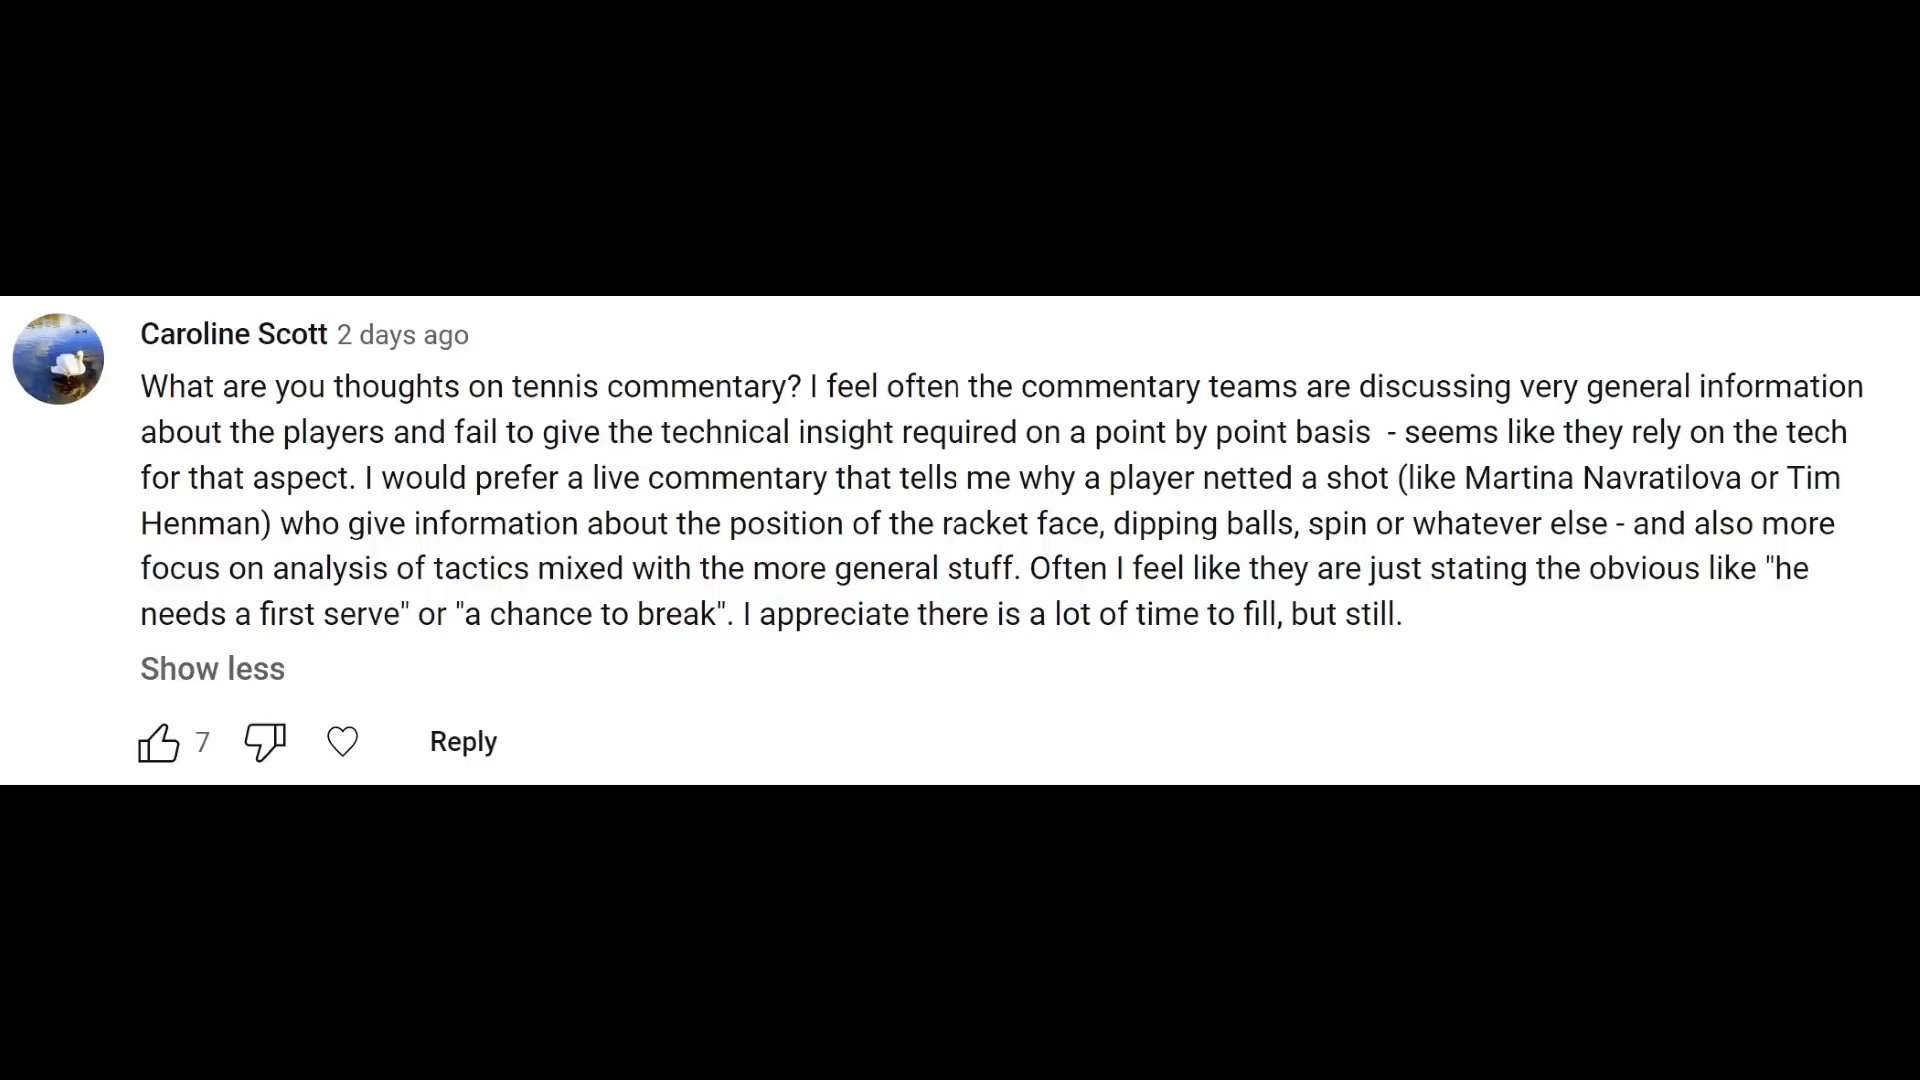 Caroline Scott 2 days ago
What are you thoughts on tennis commentary? I feel often the commentary teams are discussing very general information
about the players and fail to give the technical insight required on a point by point basis  - seems like they rely on the tech
for that aspect. I would prefer a live commentary that tells me why a player netted a shot (like Martina Navratilova or Tim
Henman) who give information about the position of the racket face, dipping balls, spin or whatever else - and also more
focus on analysis of tactics mixed with the more general stuff. Often I feel like they are just stating the obvious like "he
needs a first serve" or "a chance to break". I appreciate there is a lot of time to fill, but still.
Show less
7 Reply